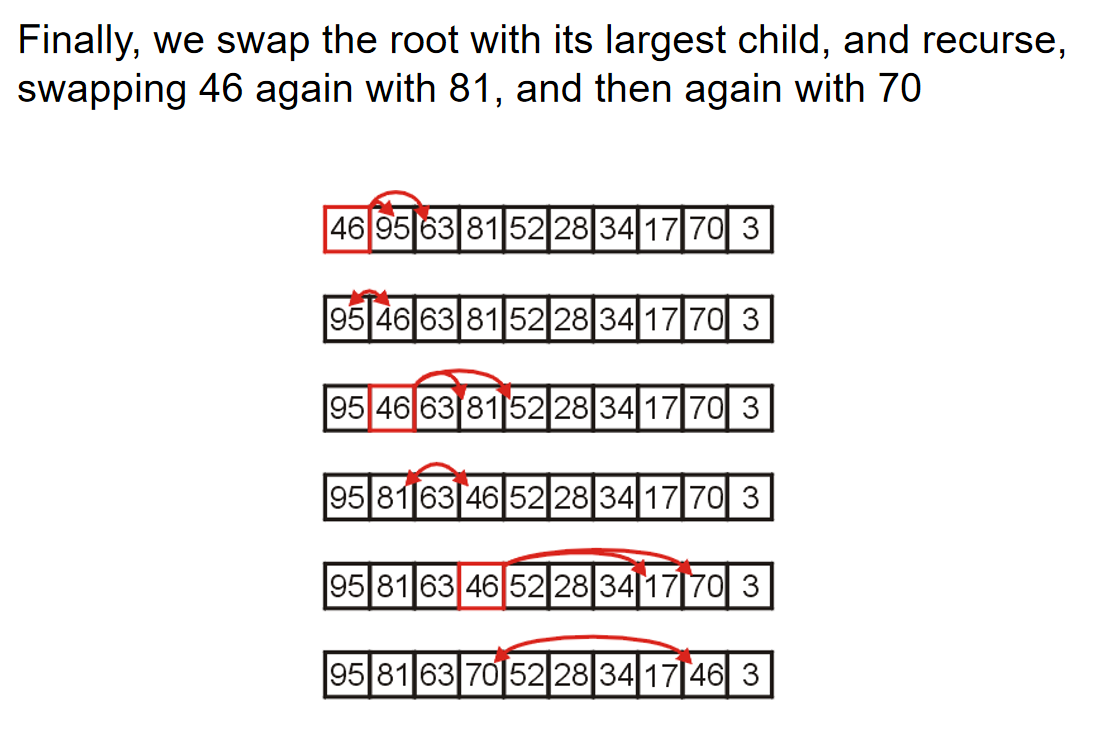 Finally, we swap the root with its largest child, and recurse,
swapping 46 again with 81, and then again with 70
46 95 63 81 52 28 34 17 70 3
95 46 63 81 52 28 34 17 70 3
95 46 63 81 52 28 34 17 70 3
95 81 63 46 52 28 34 17 70 3
95 81 63 46 52 28 34 17 70 3
95 81 63 70 52 28 34 17 46 3